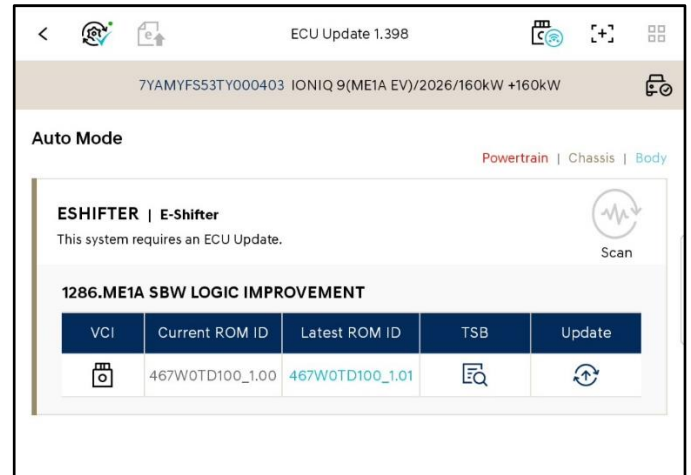 ECU Update 1.398
7YAMYFS53TY000403 IONIQ 9(ME1A EV)/2026/160kW +160kW
Auto Mode
Powertrain | Chassis | Body
ESHIFTER | E-Shifter
This system requires an ECU Update.
Scan
1286.ME1A SBW LOGIC IMPROVEMENT
VCI Current ROM ID Latest ROM ID TSB Update
467W0TD100_1.00 467W0TD100_1.01